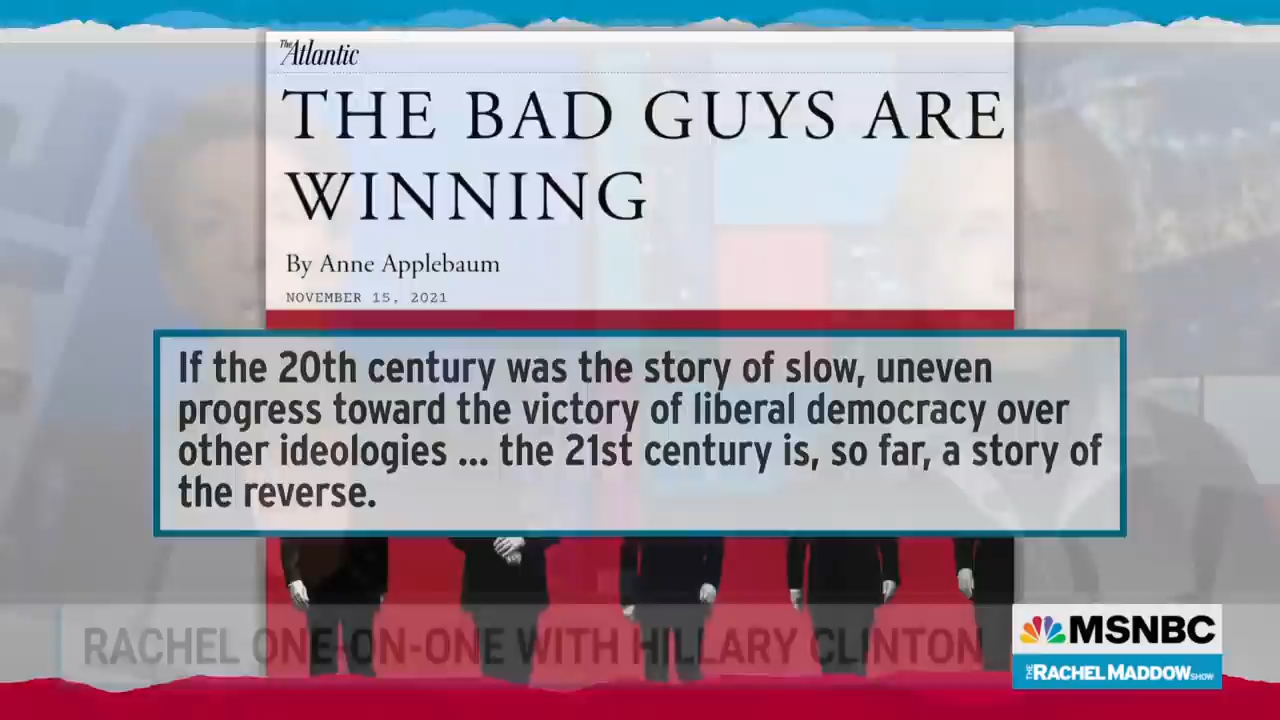 The Atlantic
THE BAD GUYS ARE
WINNING
By Anne Applebaum
NOVEMBER 15, 2021
If the 20th century was the story of slow, uneven
progress toward the victory of liberal democracy over
other ideologies ... the 21st century is, so far, a story of
the reverse.
RACHEL ONE-ON-ONE WITH HILLARY CLINTON
MSNBC
THE RACHEL MADDOW SHOW